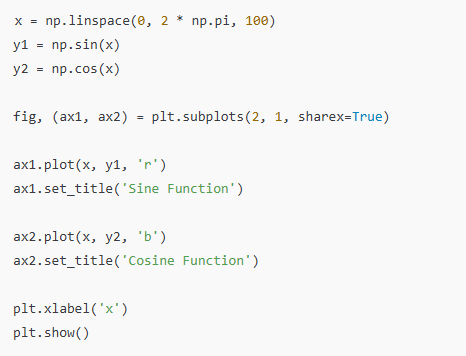 x = np.linspace(0, 2 * np.pi, 100)
y1 = np.sin(x)
y2 = np.cos(x)
fig, (ax1, ax2) = plt.subplots(2, 1, sharex=True)
ax1.plot(x, y1, 'r')
ax1.set_title('Sine Function')
ax2.plot(x, y2, 'b')
ax2.set_title('Cosine Function')
plt.xlabel('x')
plt.show()